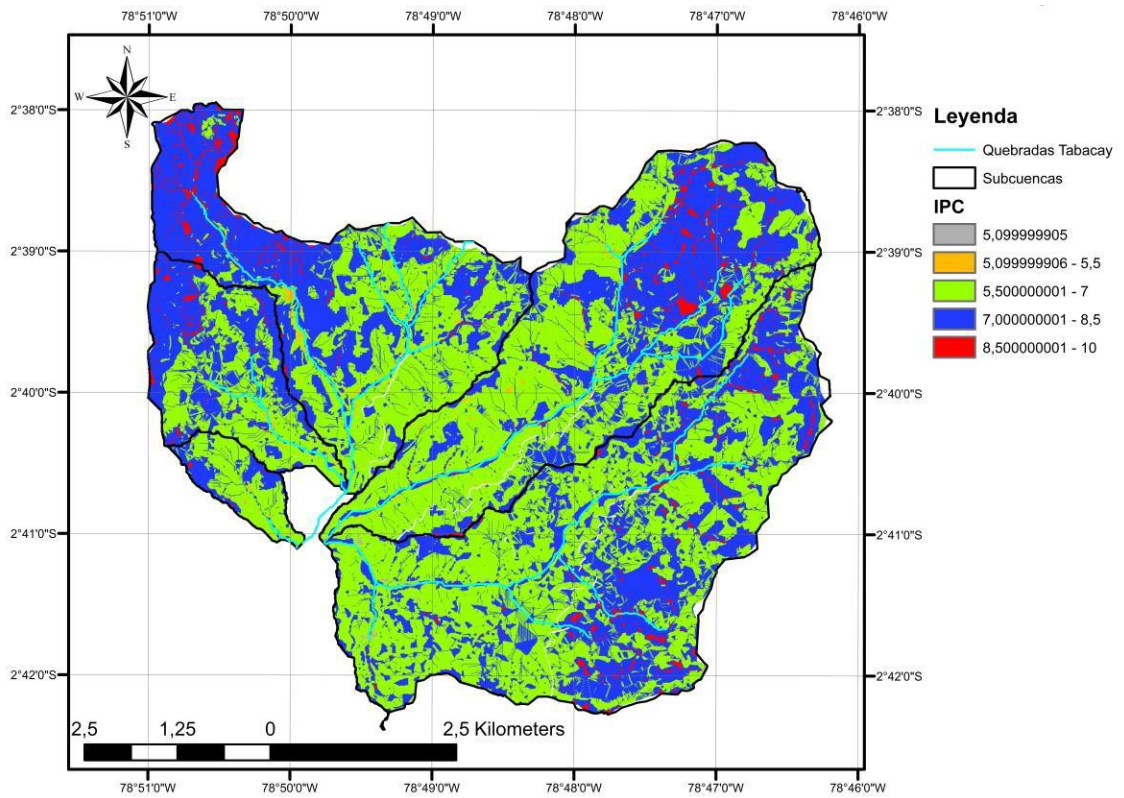 78°51'0"W 78°50'0"W 78°49'0"W 78°48'0"W 78°47'0"W 78°46'0"W
N
W E
S
2°38'0"S 2°38'0"S
2°39'0"S 2°39'0"S
2°40'0"S 2°40'0"S
2°41'0"S 2°41'0"S
2°42'0"S 2°42'0"S
2,5 1,25 0 2,5 Kilometers
78°51'0"W 78°50'0"W 78°49'0"W 78°48'0"W 78°47'0"W 78°46'0"W
Leyenda
Quebradas Tabacay
Subcuencas
IPC
5,099999905
5,099999906 - 5,5
5,500000001 - 7
7,000000001 - 8,5
8,500000001 - 10